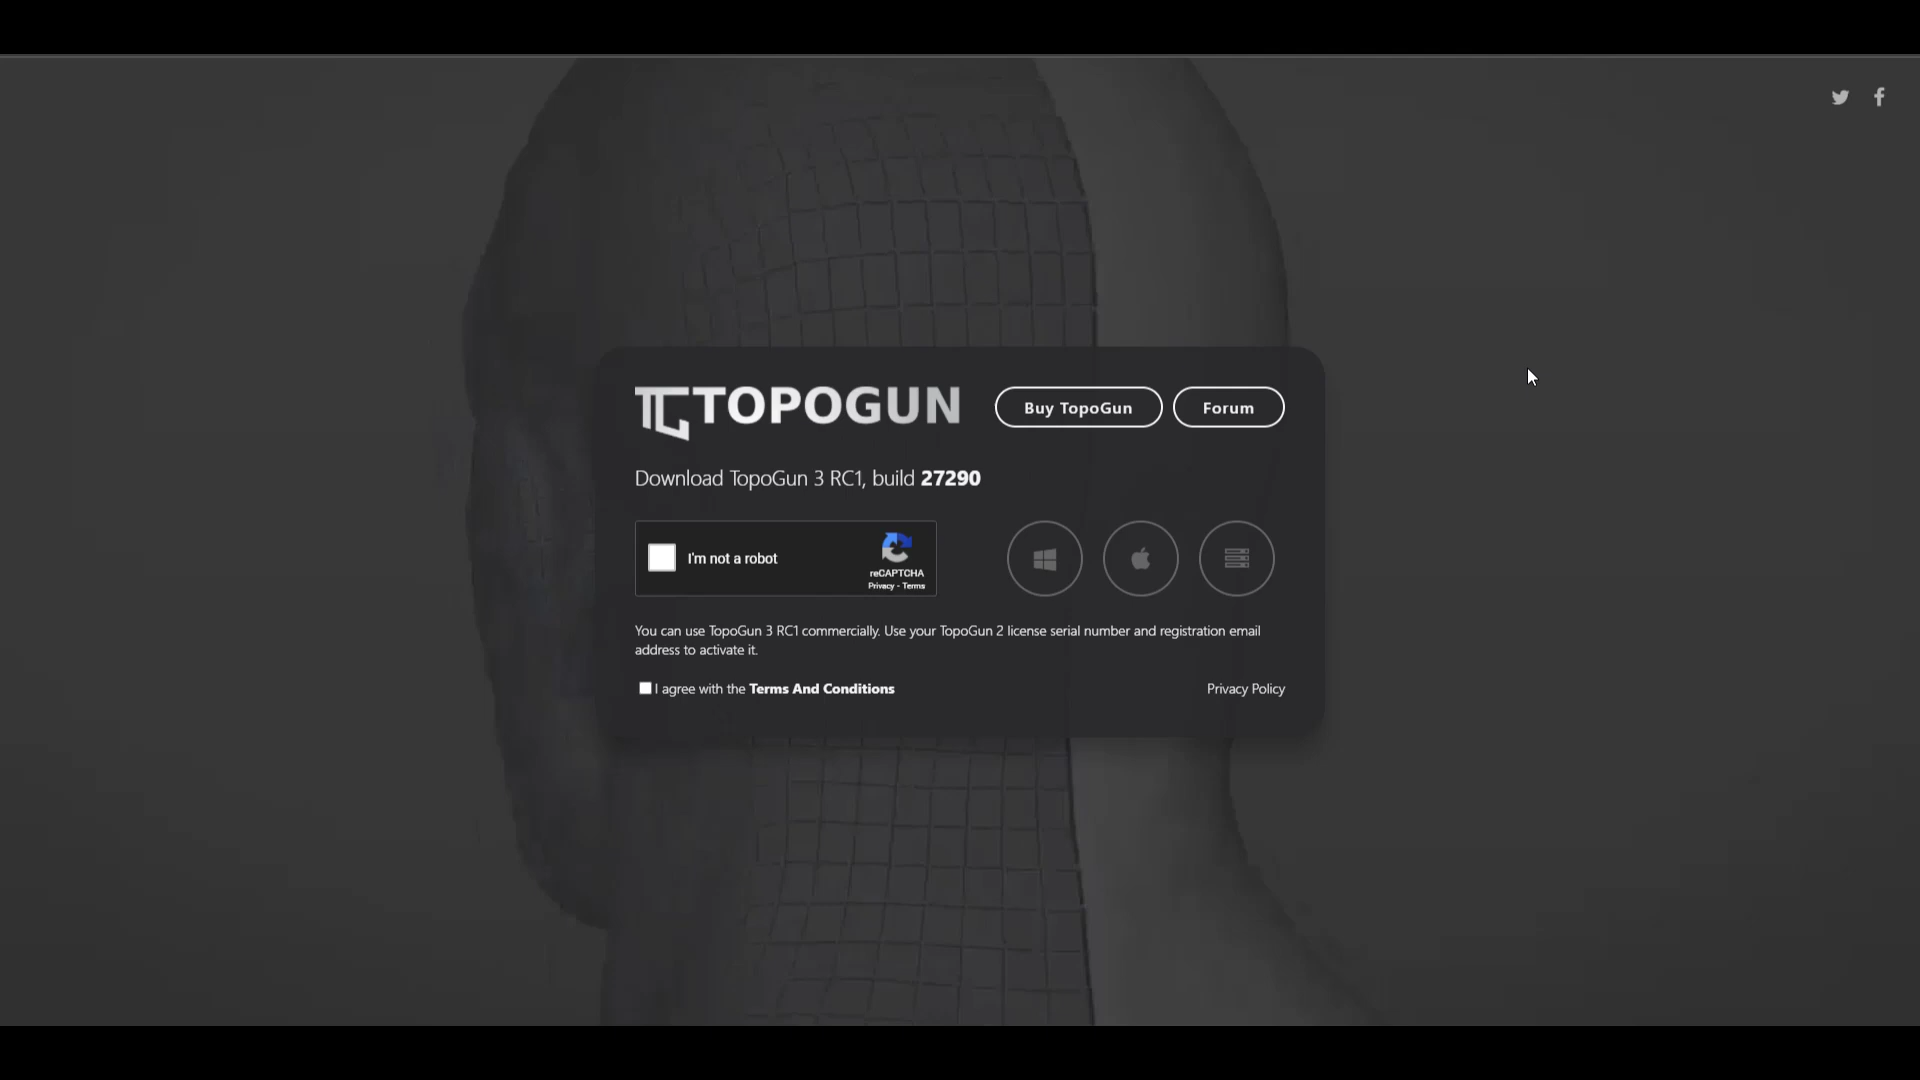 TOPOGUN
Buy TopoGun
Forum
Download TopoGun 3 RC1, build 27290
I'm not a robot
reCAPTCHA
Privacy - Terms
You can use TopoGun 3 RC1 commercially. Use your TopoGun 2 license serial number and registration email
address to activate it.
I agree with the Terms And Conditions
Privacy Policy